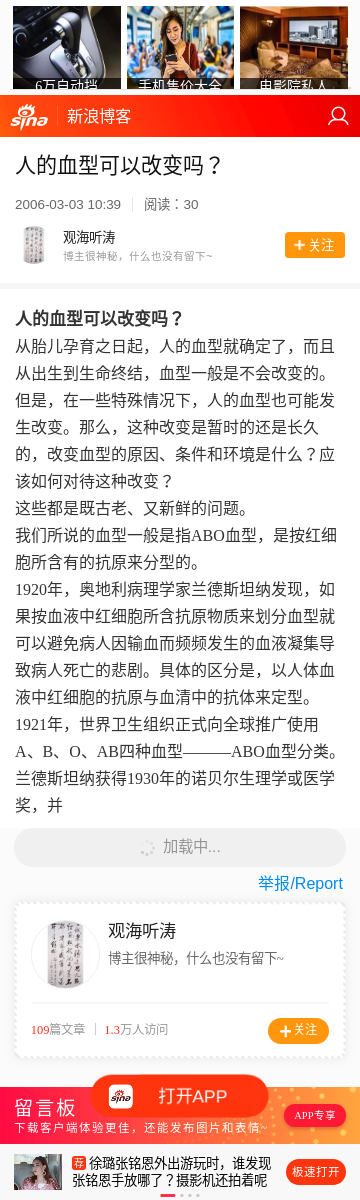 6万自动挡
手机售价大全
电影院私人
sina 新浪博客
人的血型可以改变吗？
2006-03-03 10:39 阅读：30
观海听涛
博主很神秘，什么也没有留下~
+ 关注
人的血型可以改变吗？
从胎儿孕育之日起，人的血型就确定了，而且
从出生到生命终结，血型一般是不会改变的。
但是，在一些特殊情况下，人的血型也可能发
生改变。那么，这种改变是暂时的还是长久
的，改变血型的原因、条件和环境是什么？应
该如何对待这种改变？
这些都是既古老、又新鲜的问题。
我们所说的血型一般是指ABO血型，是按红细
胞所含有的抗原来分型的。
1920年，奥地利病理学家兰德斯坦纳发现，如
果按血液中红细胞所含抗原物质来划分血型就
可以避免病人因输血而频频发生的血液凝集导
致病人死亡的悲剧。具体的区分是，以人体血
液中红细胞的抗原与血清中的抗体来定型。
1921年，世界卫生组织正式向全球推广使用
A、B、O、AB四种血型———ABO血型分类。
兰德斯坦纳获得1930年的诺贝尔生理学或医学
奖，并
加载中...
举报/Report
观海听涛
博主很神秘，什么也没有留下~
109篇文章 1.3万人访问
+ 关注
留言板
下载客户端体验更佳，还能发布图片和表情~
sina 打开APP
APP专享
荐 徐璐张铭恩外出游玩时，谁发现
张铭恩手放哪了？摄影机还拍着呢
极速打开